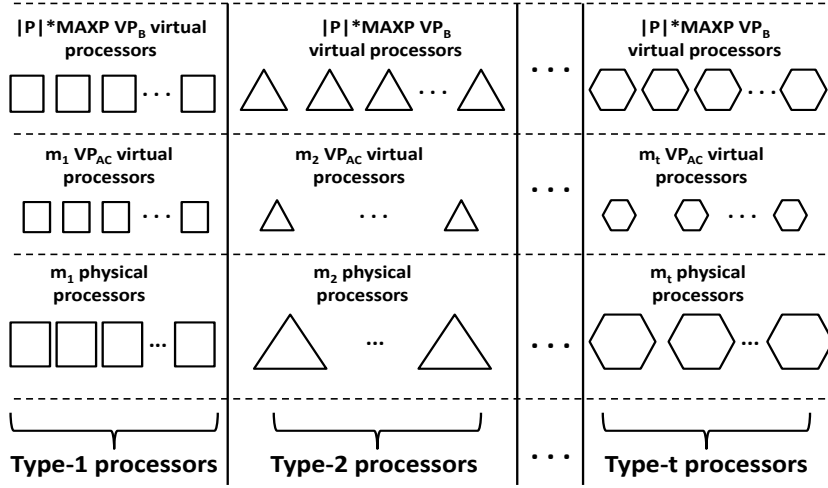 |P|*MAXP VP_B virtual processors
|P|*MAXP VP_B virtual processors
. . .
|P|*MAXP VP_B virtual processors
. . .
. . .
. . .
m_1 VP_AC virtual processors
m_2 VP_AC virtual processors
. . .
m_t VP_AC virtual processors
. . .
. . .
. . .
m_1 physical processors
m_2 physical processors
. . .
m_t physical processors
...
...
...
Type-1 processors
Type-2 processors
. . .
Type-t processors